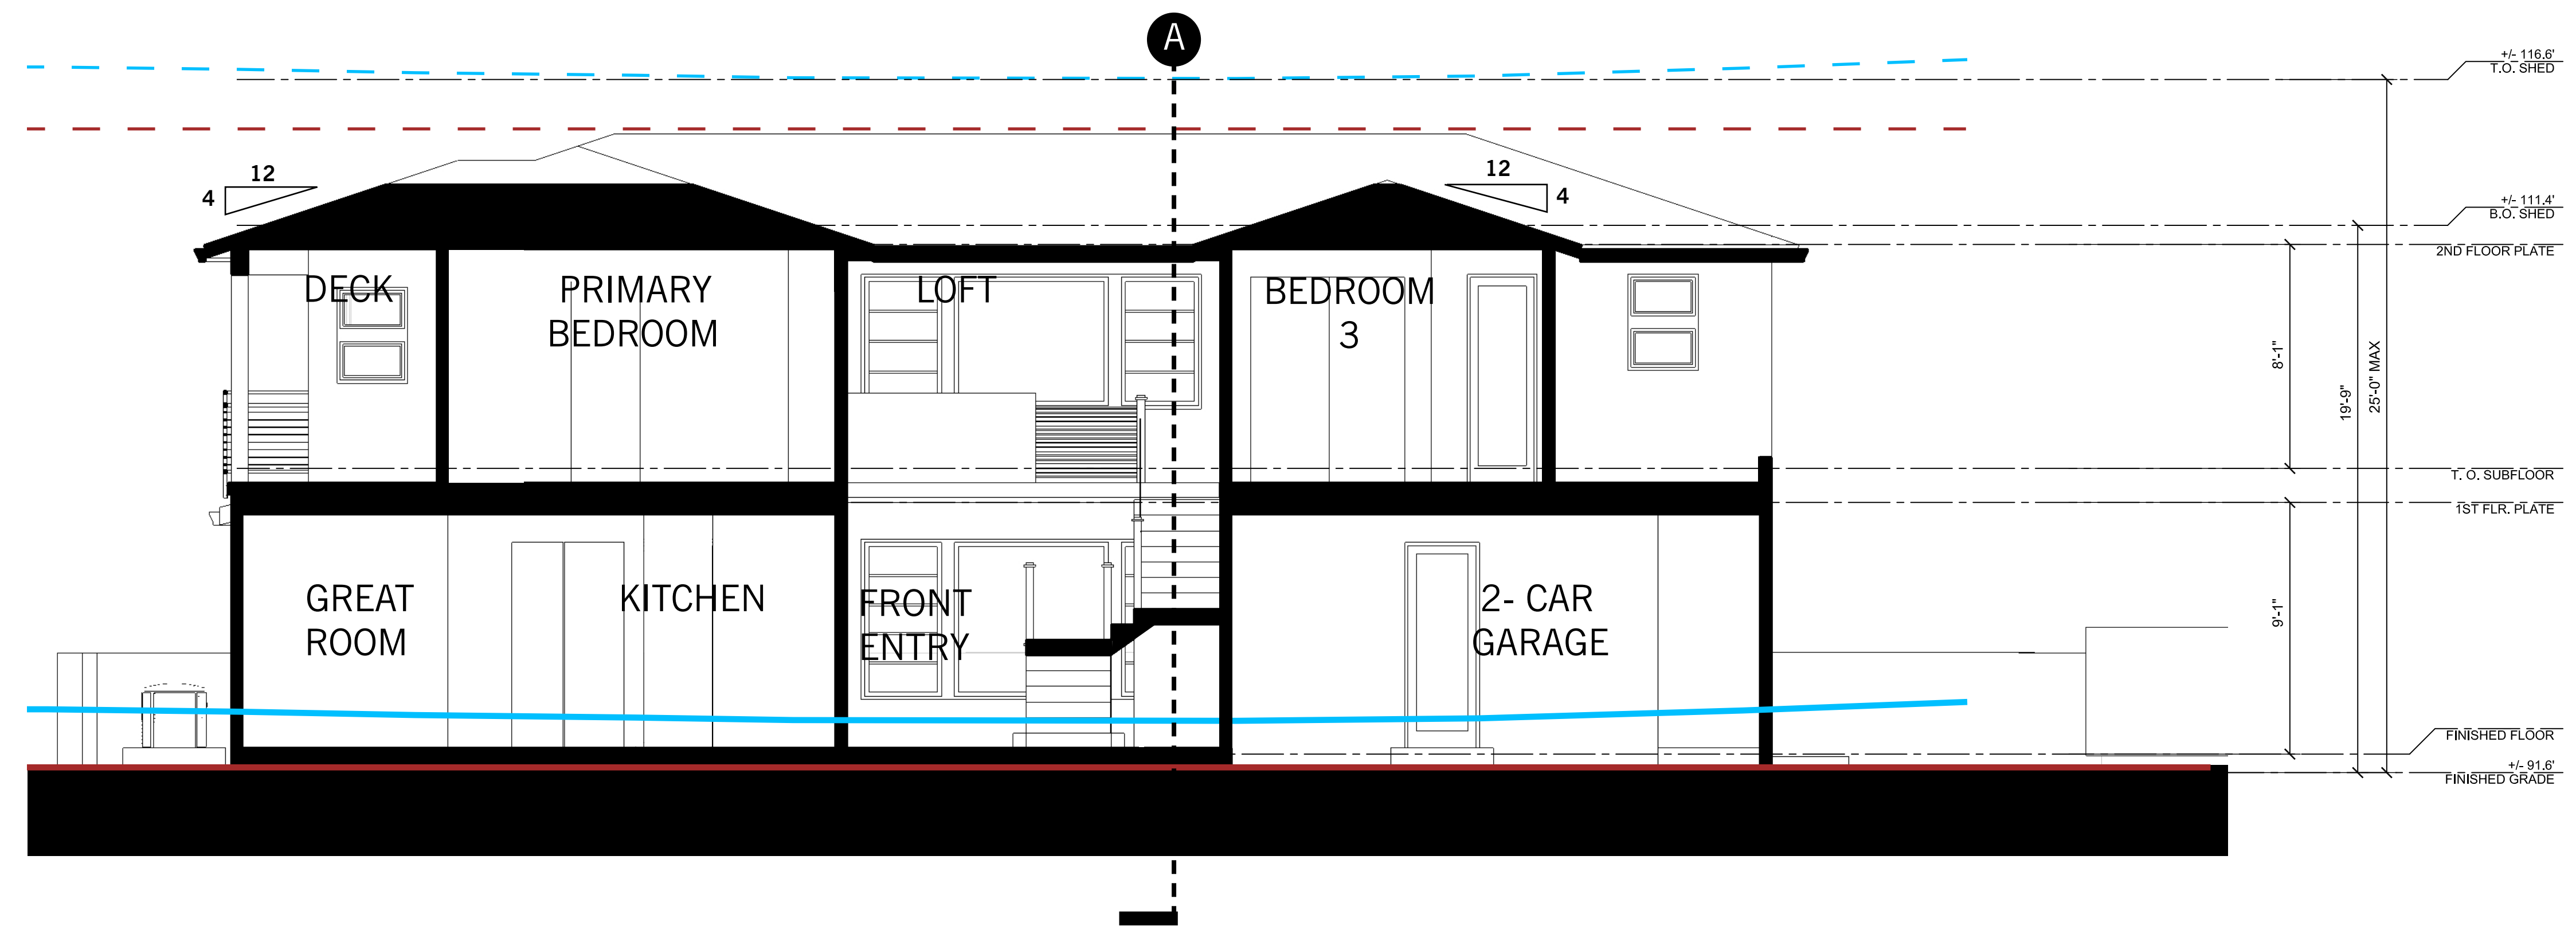 A
+/- 116.6'
T.O. SHED
12
4
12
4
+/- 111.4'
B.O. SHED
2ND FLOOR PLATE
DECK
PRIMARY
BEDROOM
LOFT
BEDROOM
3
8'-1"
19'-9"
25'-0" MAX
T. O. SUBFLOOR
1ST FLR. PLATE
GREAT
ROOM
KITCHEN
FRONT
ENTRY
2- CAR
GARAGE
9'-1"
FINISHED FLOOR
+/- 91.6'
FINISHED GRADE